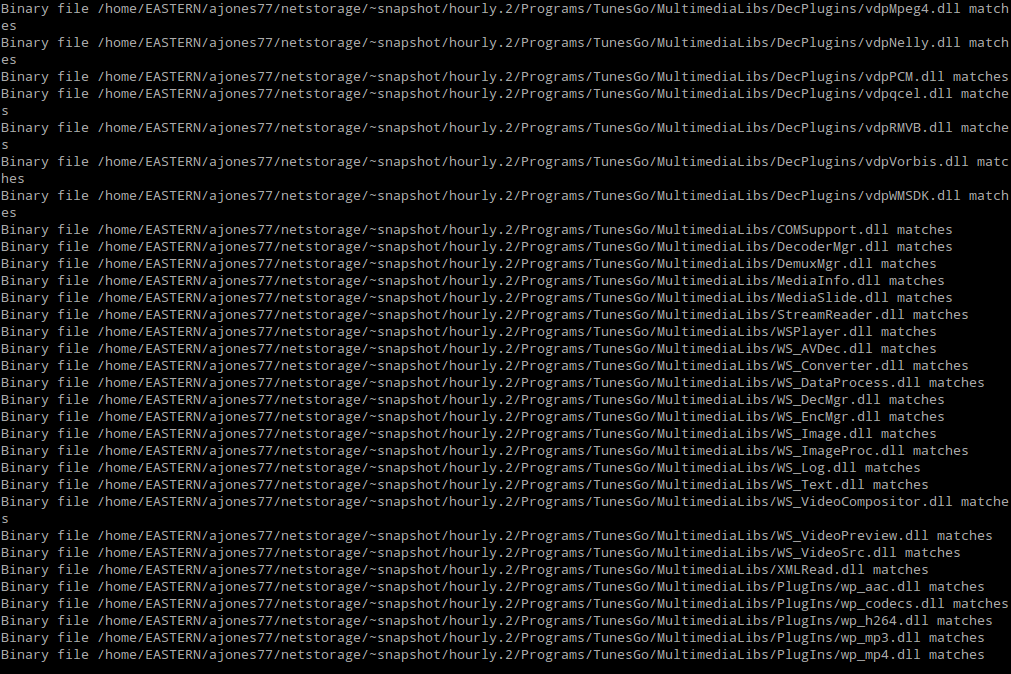 Binary file /home/EASTERN/ajones77/netstorage/~snapshot/hourly.2/Programs/TunesGo/MultimediaLibs/DecPlugins/vdpMpeg4.dll match
es
Binary file /home/EASTERN/ajones77/netstorage/~snapshot/hourly.2/Programs/TunesGo/MultimediaLibs/DecPlugins/vdpNelly.dll match
es
Binary file /home/EASTERN/ajones77/netstorage/~snapshot/hourly.2/Programs/TunesGo/MultimediaLibs/DecPlugins/vdpPCM.dll matches
Binary file /home/EASTERN/ajones77/netstorage/~snapshot/hourly.2/Programs/TunesGo/MultimediaLibs/DecPlugins/vdpqcel.dll matche
s
Binary file /home/EASTERN/ajones77/netstorage/~snapshot/hourly.2/Programs/TunesGo/MultimediaLibs/DecPlugins/vdpRMVB.dll matche
s
Binary file /home/EASTERN/ajones77/netstorage/~snapshot/hourly.2/Programs/TunesGo/MultimediaLibs/DecPlugins/vdpVorbis.dll matc
hes
Binary file /home/EASTERN/ajones77/netstorage/~snapshot/hourly.2/Programs/TunesGo/MultimediaLibs/DecPlugins/vdpWMSDK.dll match
es
Binary file /home/EASTERN/ajones77/netstorage/~snapshot/hourly.2/Programs/TunesGo/MultimediaLibs/COMSupport.dll matches
Binary file /home/EASTERN/ajones77/netstorage/~snapshot/hourly.2/Programs/TunesGo/MultimediaLibs/DecoderMgr.dll matches
Binary file /home/EASTERN/ajones77/netstorage/~snapshot/hourly.2/Programs/TunesGo/MultimediaLibs/DemuxMgr.dll matches
Binary file /home/EASTERN/ajones77/netstorage/~snapshot/hourly.2/Programs/TunesGo/MultimediaLibs/MediaInfo.dll matches
Binary file /home/EASTERN/ajones77/netstorage/~snapshot/hourly.2/Programs/TunesGo/MultimediaLibs/MediaSlide.dll matches
Binary file /home/EASTERN/ajones77/netstorage/~snapshot/hourly.2/Programs/TunesGo/MultimediaLibs/StreamReader.dll matches
Binary file /home/EASTERN/ajones77/netstorage/~snapshot/hourly.2/Programs/TunesGo/MultimediaLibs/WSPlayer.dll matches
Binary file /home/EASTERN/ajones77/netstorage/~snapshot/hourly.2/Programs/TunesGo/MultimediaLibs/WS_AVDec.dll matches
Binary file /home/EASTERN/ajones77/netstorage/~snapshot/hourly.2/Programs/TunesGo/MultimediaLibs/WS_Converter.dll matches
Binary file /home/EASTERN/ajones77/netstorage/~snapshot/hourly.2/Programs/TunesGo/MultimediaLibs/WS_DataProcess.dll matches
Binary file /home/EASTERN/ajones77/netstorage/~snapshot/hourly.2/Programs/TunesGo/MultimediaLibs/WS_DecMgr.dll matches
Binary file /home/EASTERN/ajones77/netstorage/~snapshot/hourly.2/Programs/TunesGo/MultimediaLibs/WS_EncMgr.dll matches
Binary file /home/EASTERN/ajones77/netstorage/~snapshot/hourly.2/Programs/TunesGo/MultimediaLibs/WS_Image.dll matches
Binary file /home/EASTERN/ajones77/netstorage/~snapshot/hourly.2/Programs/TunesGo/MultimediaLibs/WS_ImageProc.dll matches
Binary file /home/EASTERN/ajones77/netstorage/~snapshot/hourly.2/Programs/TunesGo/MultimediaLibs/WS_Log.dll matches
Binary file /home/EASTERN/ajones77/netstorage/~snapshot/hourly.2/Programs/TunesGo/MultimediaLibs/WS_Text.dll matches
Binary file /home/EASTERN/ajones77/netstorage/~snapshot/hourly.2/Programs/TunesGo/MultimediaLibs/WS_VideoCompositor.dll matche
s
Binary file /home/EASTERN/ajones77/netstorage/~snapshot/hourly.2/Programs/TunesGo/MultimediaLibs/WS_VideoPreview.dll matches
Binary file /home/EASTERN/ajones77/netstorage/~snapshot/hourly.2/Programs/TunesGo/MultimediaLibs/WS_VideoSrc.dll matches
Binary file /home/EASTERN/ajones77/netstorage/~snapshot/hourly.2/Programs/TunesGo/MultimediaLibs/XMLRead.dll matches
Binary file /home/EASTERN/ajones77/netstorage/~snapshot/hourly.2/Programs/TunesGo/MultimediaLibs/PlugIns/wp_aac.dll matches
Binary file /home/EASTERN/ajones77/netstorage/~snapshot/hourly.2/Programs/TunesGo/MultimediaLibs/PlugIns/wp_codecs.dll matches
Binary file /home/EASTERN/ajones77/netstorage/~snapshot/hourly.2/Programs/TunesGo/MultimediaLibs/PlugIns/wp_h264.dll matches
Binary file /home/EASTERN/ajones77/netstorage/~snapshot/hourly.2/Programs/TunesGo/MultimediaLibs/PlugIns/wp_mp3.dll matches
Binary file /home/EASTERN/ajones77/netstorage/~snapshot/hourly.2/Programs/TunesGo/MultimediaLibs/PlugIns/wp_mp4.dll matches